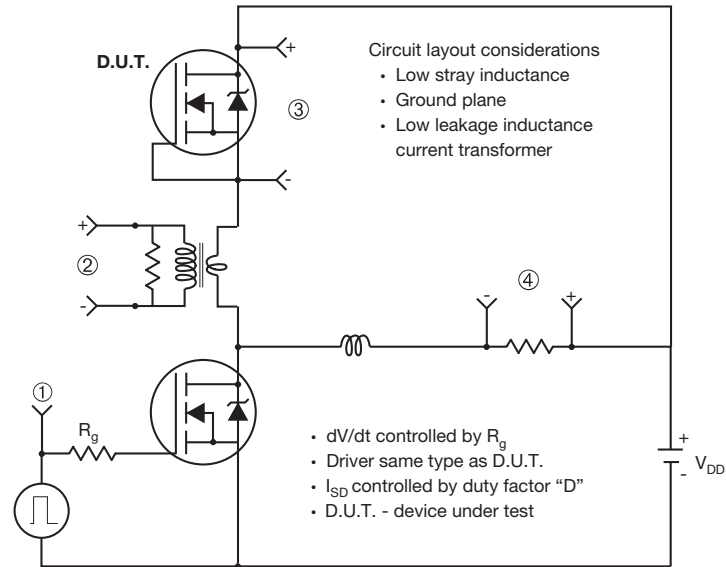 D.U.T.
+
Circuit layout considerations
• Low stray inductance
• Ground plane
• Low leakage inductance
current transformer
③
-
+
②
-
④
- +
①
Rg
• dV/dt controlled by Rg
• Driver same type as D.U.T.
• ISD controlled by duty factor “D”
• D.U.T. - device under test
+
VDD
-